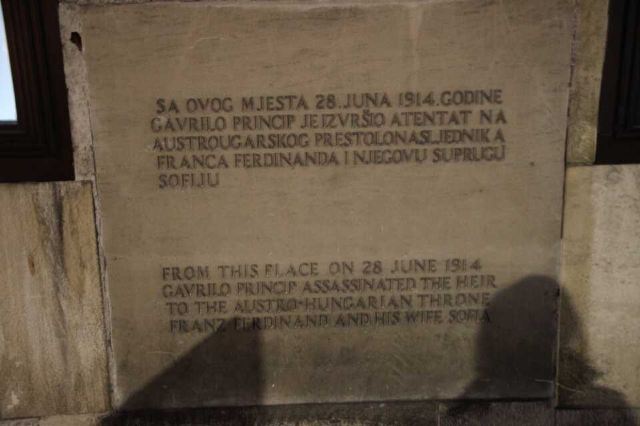 SA OVOG MJESTA 28. JUNA 1914. GODINE
GAVRILO PRINCIP JE IZVRŠIO ATENTAT NA
AUSTROUGARSKOG PRESTOLONASLJEDNIKA
FRANCA FERDINANDA I NJEGOVU SUPRUGU
SOFIJU
FROM THIS PLACE ON 28 JUNE 1914
GAVRILO PRINCIP ASSASSINATED THE HEIR
TO THE AUSTRO-HUNGARIAN THRONE
FRANZ FERDINAND AND HIS WIFE SOFIA